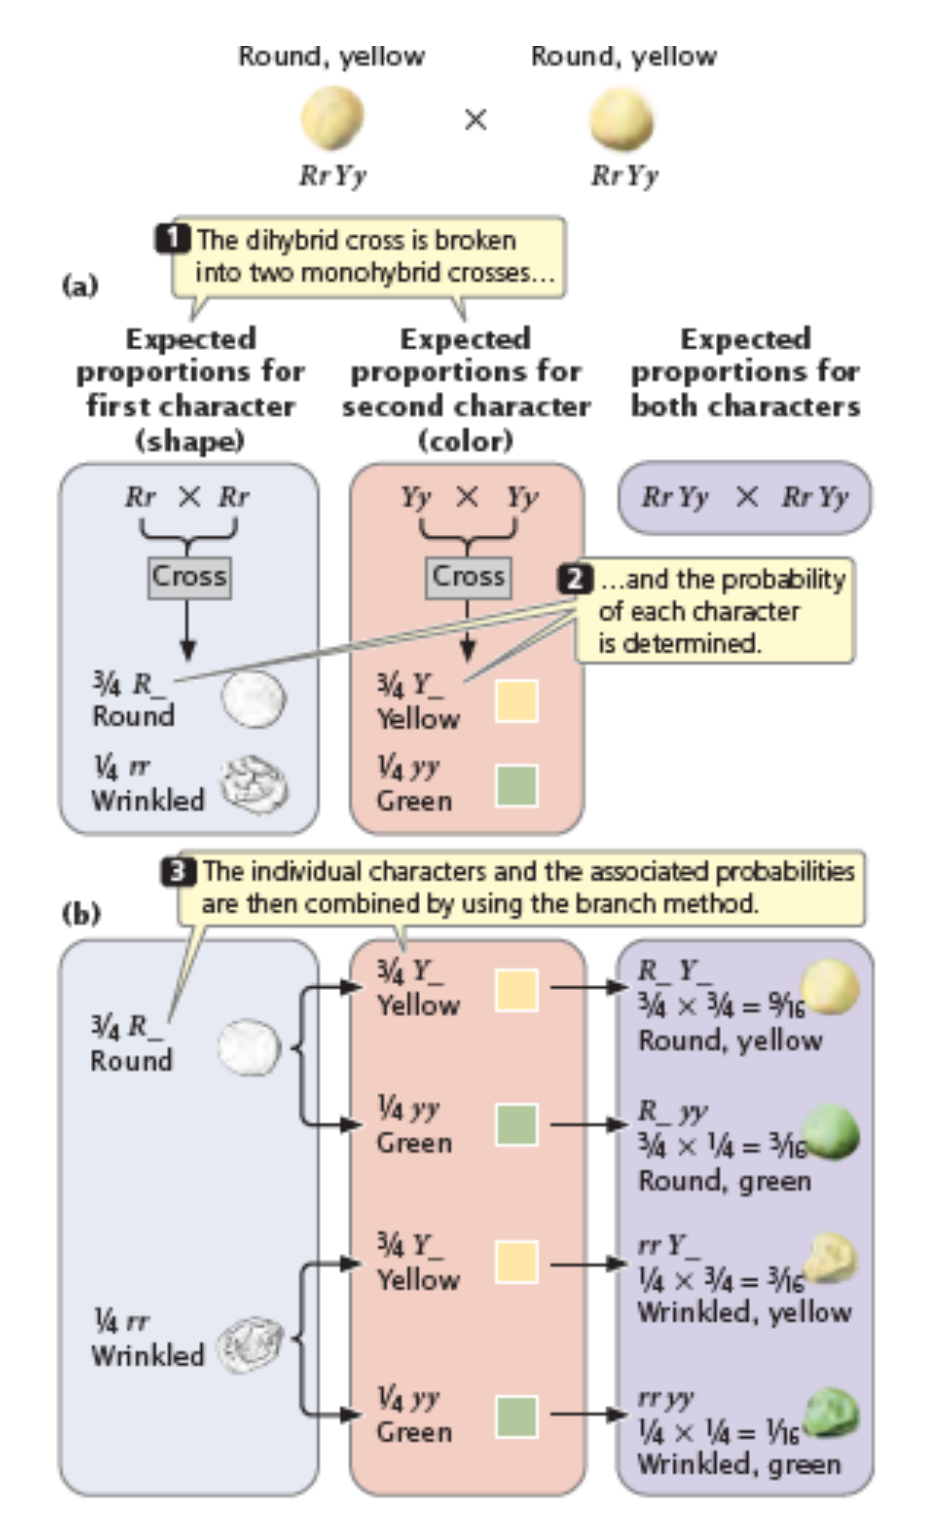 Round, yellow Round, yellow
×
Rr Yy Rr Yy
1 The dihybrid cross is broken
into two monohybrid crosses...
(a)
Expected
proportions for
first character
(shape)
Expected
proportions for
second character
(color)
Expected
proportions for
both characters
Rr × Rr
Cross
3/4 R_
Round
1/4 rr
Wrinkled
Yy × Yy
Cross
3/4 Y_
Yellow
1/4 yy
Green
Rr Yy × Rr Yy
2 ...and the probability
of each character
is determined.
3 The individual characters and the associated probabilities
are then combined by using the branch method.
(b)
3/4 R_
Round
3/4 Y_
Yellow
R_ Y_
3/4 × 3/4 = 9/16
Round, yellow
1/4 yy
Green
R_ yy
3/4 × 1/4 = 3/16
Round, green
1/4 rr
Wrinkled
3/4 Y_
Yellow
rr Y_
1/4 × 3/4 = 3/16
Wrinkled, yellow
1/4 yy
Green
rr yy
1/4 × 1/4 = 1/16
Wrinkled, green